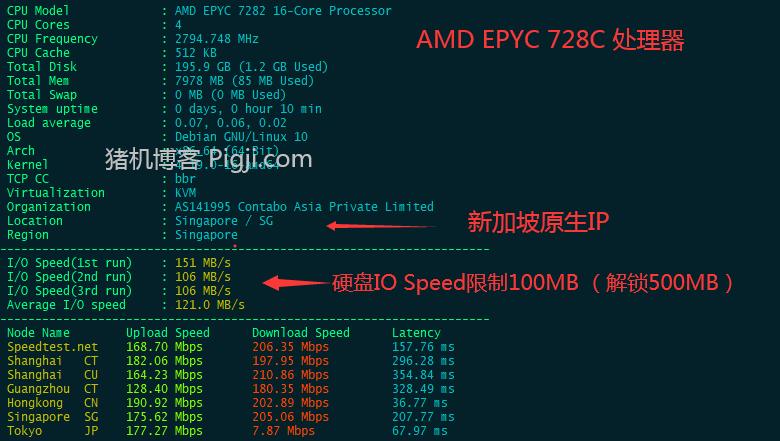 CPU Model : AMD EPYC 7282 16-Core Processor
CPU Cores : 4
AMD EPYC 728C 处理器
CPU Frequency : 2794.748 MHz
CPU Cache : 512 KB
Total Disk : 195.9 GB (1.2 GB Used)
Total Mem : 7978 MB (85 MB Used)
Total Swap : 0 MB (0 MB Used)
System uptime : 0 days, 0 hour 10 min
Load average : 0.07, 0.06, 0.02
OS : Debian GNU/Linux 10
Arch : x86_64 (64 Bit)
猪机博客 Pigji.com
Kernel :
TCP CC : bbr
Virtualization : KVM
Organization : AS141995 Contabo Asia Private Limited
Location : Singapore / SG
新加坡原生IP
Region : Singapore
I/O Speed(1st run) : 151 MB/s
I/O Speed(2nd run) : 106 MB/s
硬盘IO Speed限制100MB（解锁500MB）
I/O Speed(3rd run) : 106 MB/s
Average I/O speed : 121.0 MB/s
Node Name Upload Speed Download Speed Latency
Speedtest.net 168.70 Mbps 206.35 Mbps 157.76 ms
Shanghai CT 182.06 Mbps 197.95 Mbps 296.28 ms
Shanghai CU 164.23 Mbps 210.86 Mbps 354.84 ms
Guangzhou CT 128.40 Mbps 180.35 Mbps 328.49 ms
Hongkong CN 190.92 Mbps 202.89 Mbps 36.77 ms
Singapore SG 175.62 Mbps 205.06 Mbps 207.77 ms
Tokyo JP 177.27 Mbps 7.87 Mbps 67.97 ms